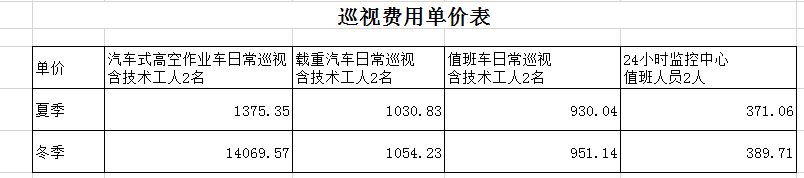 巡视费用单价表
单价 汽车式高空作业车日常巡视 载重汽车日常巡视 值班车日常巡视 24小时监控中心
含技术工人2名 含技术工人2名 含技术工人2名 值班人员2人
夏季 1375.35 1030.83 930.04 371.06
冬季 14069.57 1054.23 951.14 389.71